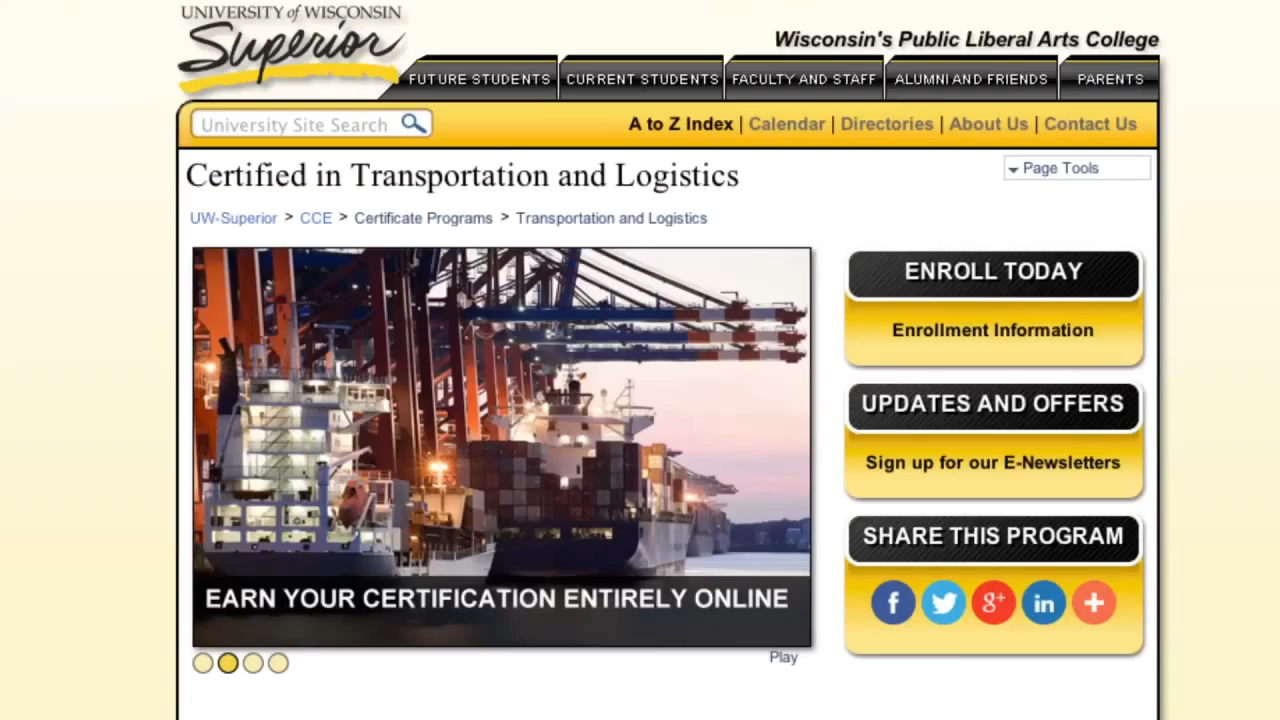 UNIVERSITY of WISCONSIN
Superior
Wisconsin's Public Liberal Arts College
FUTURE STUDENTS
CURRENT STUDENTS
FACULTY AND STAFF
ALUMNI AND FRIENDS
PARENTS
University Site Search
A to Z Index | Calendar | Directories | About Us | Contact Us
Certified in Transportation and Logistics
Page Tools
UW-Superior > CCE > Certificate Programs > Transportation and Logistics
EARN YOUR CERTIFICATION ENTIRELY ONLINE
Play
ENROLL TODAY
Enrollment Information
UPDATES AND OFFERS
Sign up for our E-Newsletters
SHARE THIS PROGRAM
f
g+
in
+